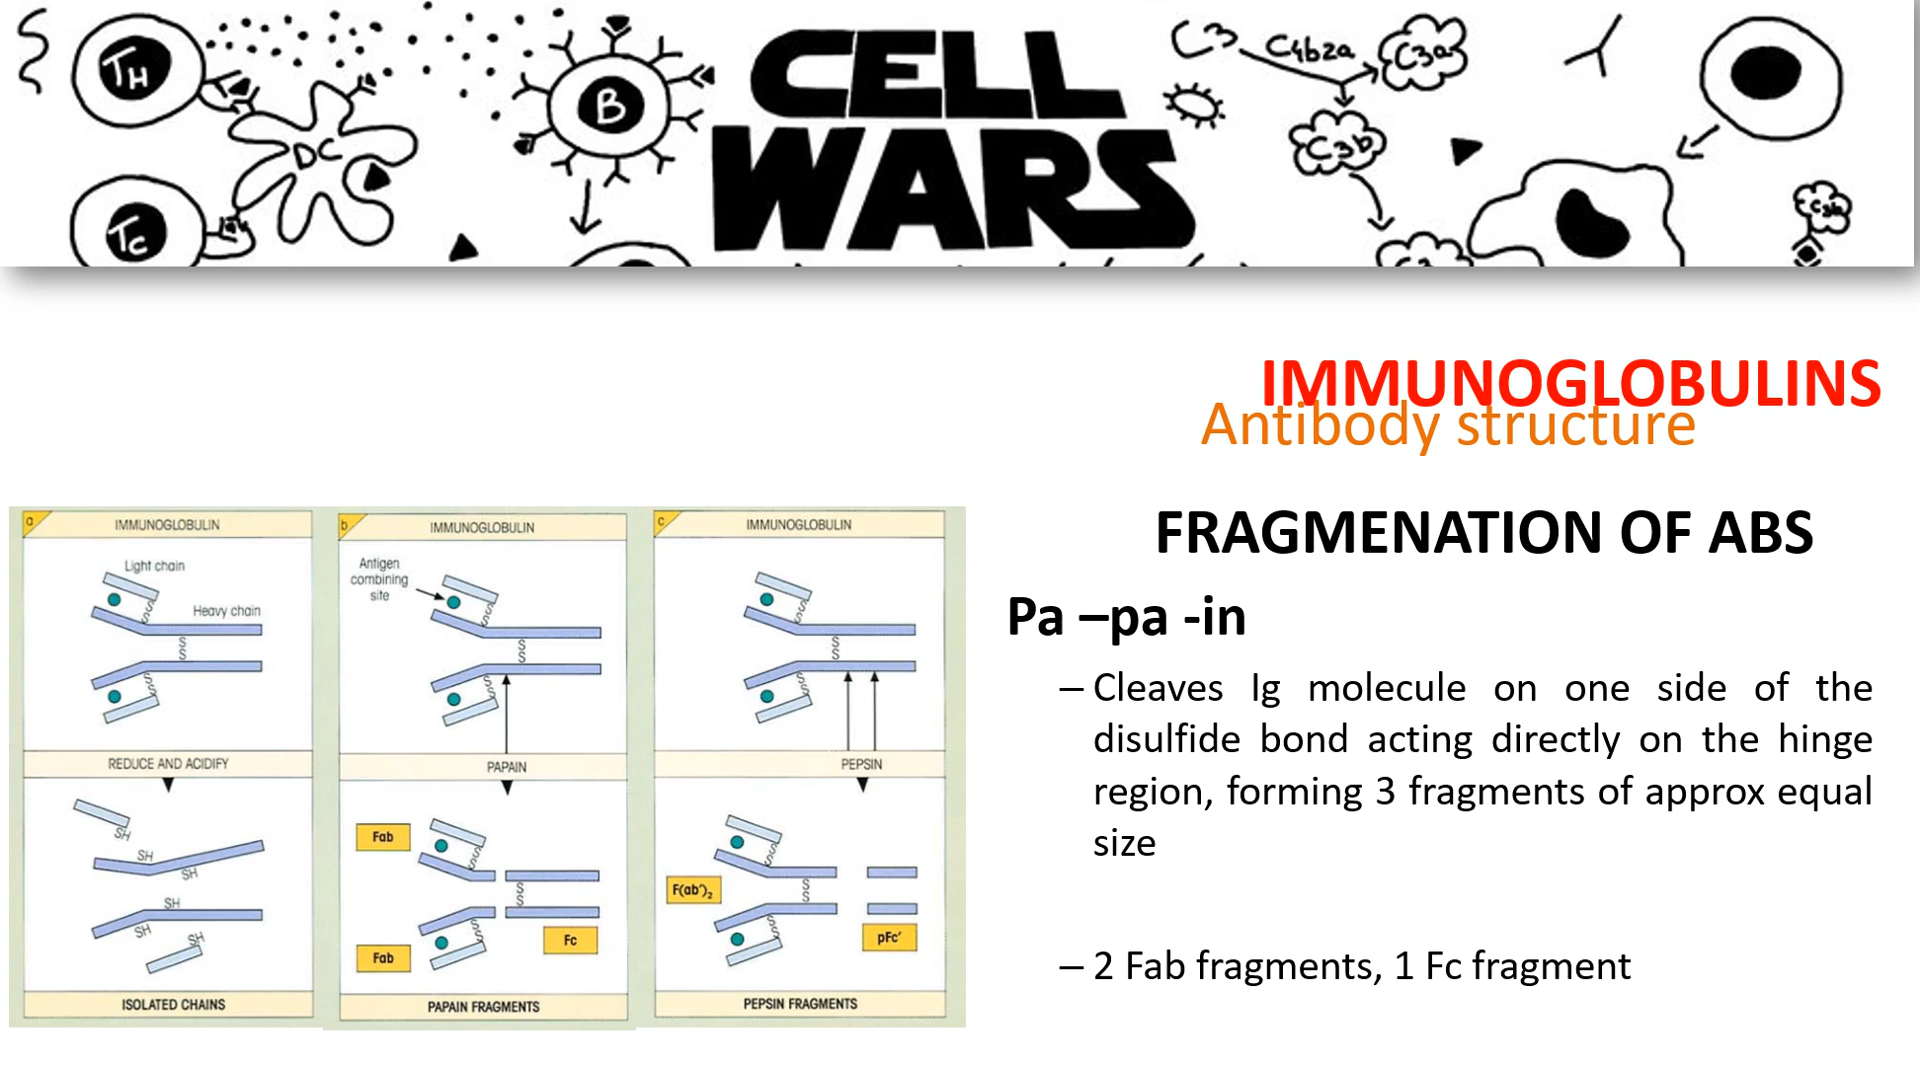 TH
DC
TC
B
CELL
WARS
C3
C4b2a
C3a
C3b
IMMUNOGLOBULINS
Antibody structure
a
IMMUNOGLOBULIN
Light chain
S
S
Heavy chain
S
S
S
S
REDUCE AND ACIDIFY
SH
SH
SH
SH
SH
SH
ISOLATED CHAINS
b
IMMUNOGLOBULIN
Antigen
combining
site
S
S
S
S
S
S
PAPAIN
Fab
S
S
S
S
S
S
Fc
Fab
PAPAIN FRAGMENTS
c
IMMUNOGLOBULIN
S
S
S
S
S
S
PEPSIN
S
S
F(ab')2
S
S
S
S
pFc'
PEPSIN FRAGMENTS
FRAGMENATION OF ABS
Pa –pa -in
– Cleaves Ig molecule on one side of the
disulfide bond acting directly on the hinge
region, forming 3 fragments of approx equal
size
– 2 Fab fragments, 1 Fc fragment